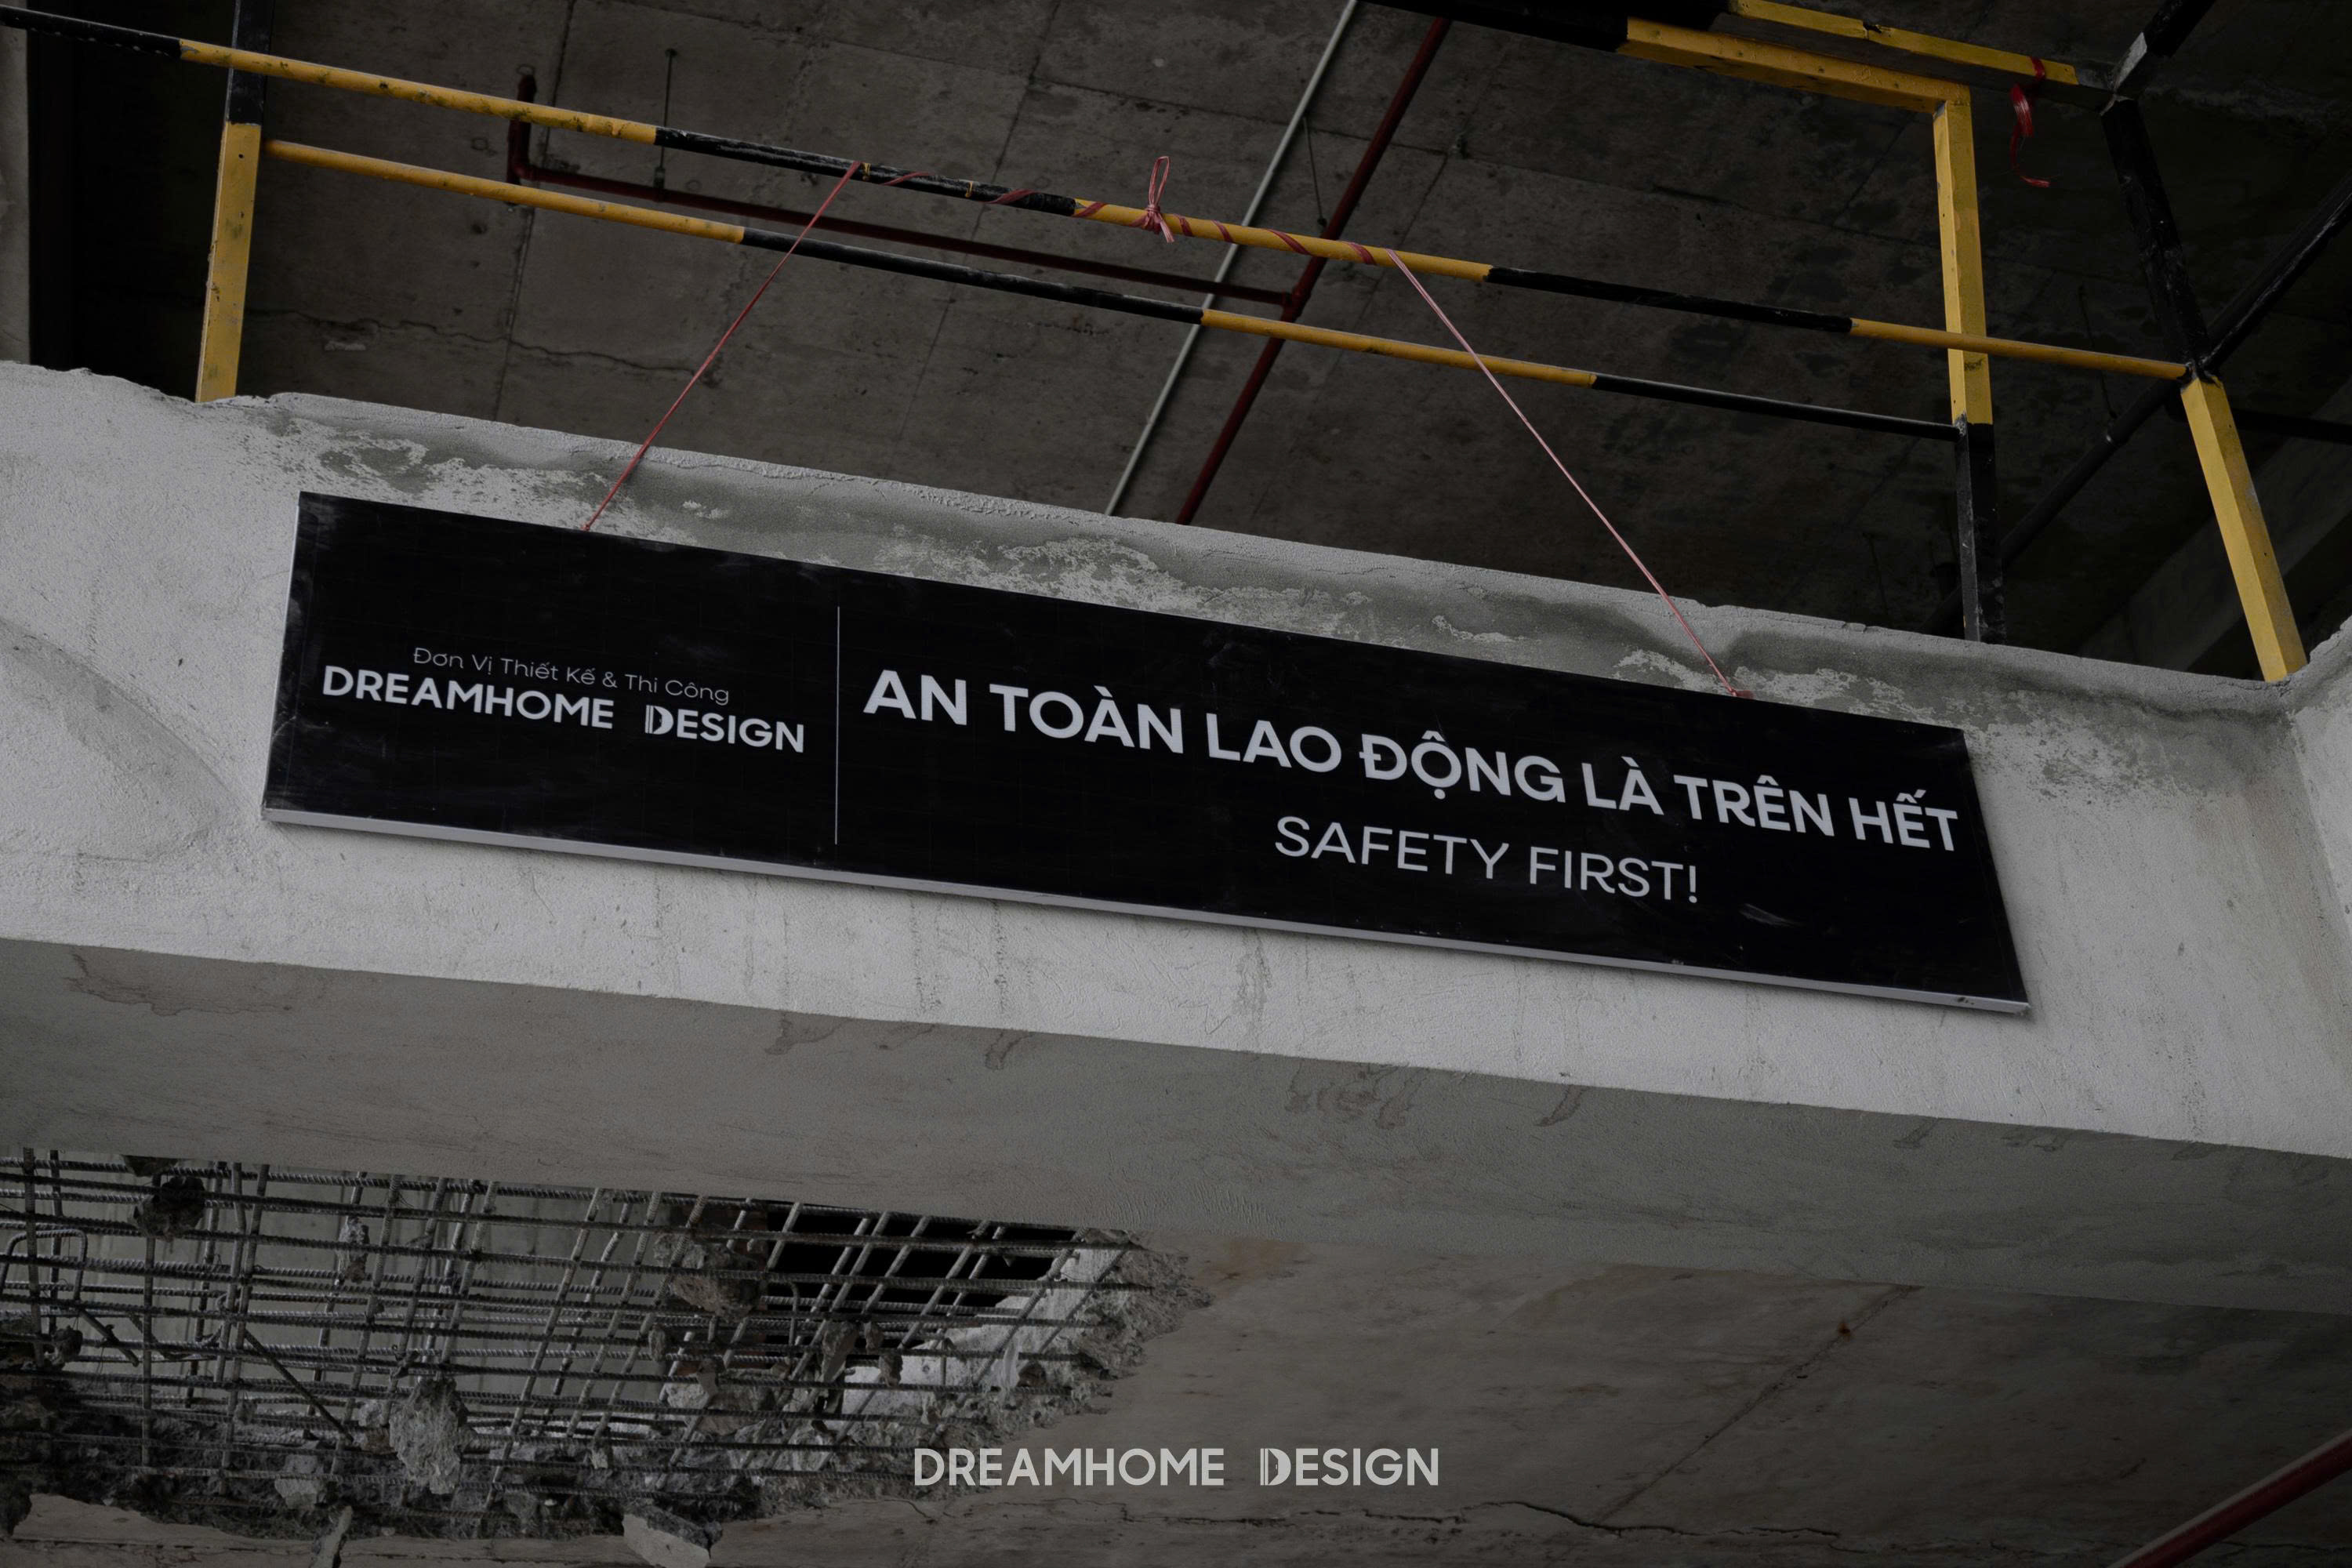 Đơn Vị Thiết Kế & Thi Công
DREAMHOME DESIGN
AN TOÀN LAO ĐỘNG LÀ TRÊN HẾT
SAFETY FIRST!
DREAMHOME DESIGN